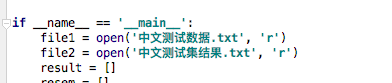 if __name__ == '__main__':
    file1 = open('中文测试数据.txt', 'r')
    file2 = open('中文测试集结果.txt', 'r')
    result = []